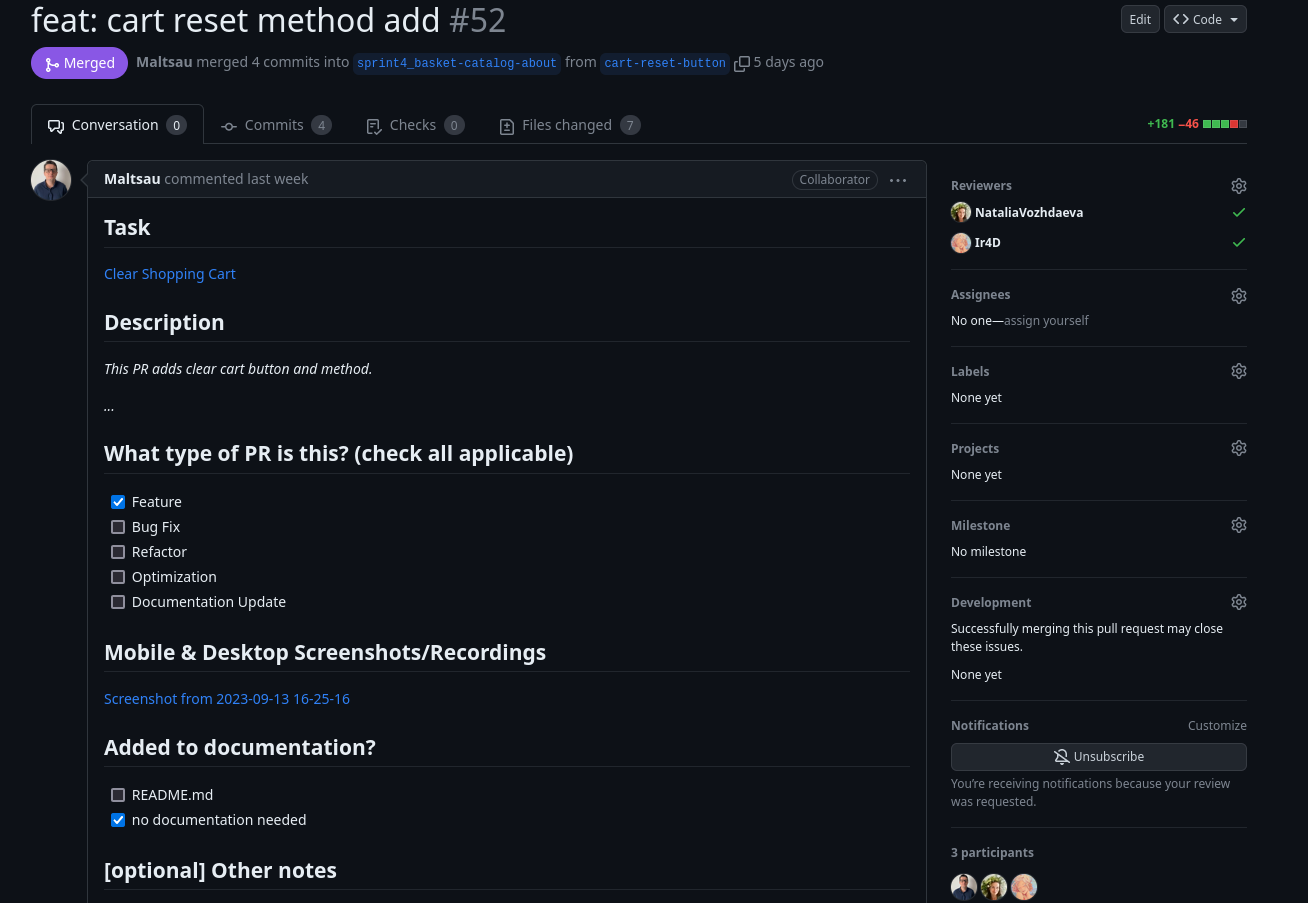 feat: cart reset method add #52
Edit
Code
Merged
Maltsau merged 4 commits into sprint4_basket-catalog-about from cart-reset-button 5 days ago
Conversation 0
Commits 4
Checks 0
Files changed 7
+181 −46
Maltsau commented last week
Collaborator
Task
Clear Shopping Cart
Description
This PR adds clear cart button and method.
...
What type of PR is this? (check all applicable)
Feature
Bug Fix
Refactor
Optimization
Documentation Update
Mobile & Desktop Screenshots/Recordings
Screenshot from 2023-09-13 16-25-16
Added to documentation?
README.md
no documentation needed
[optional] Other notes
Reviewers
NataliaVozhdaeva
Ir4D
Assignees
No one—assign yourself
Labels
None yet
Projects
None yet
Milestone
No milestone
Development
Successfully merging this pull request may close
these issues.
None yet
Notifications
Customize
Unsubscribe
You're receiving notifications because your review
was requested.
3 participants